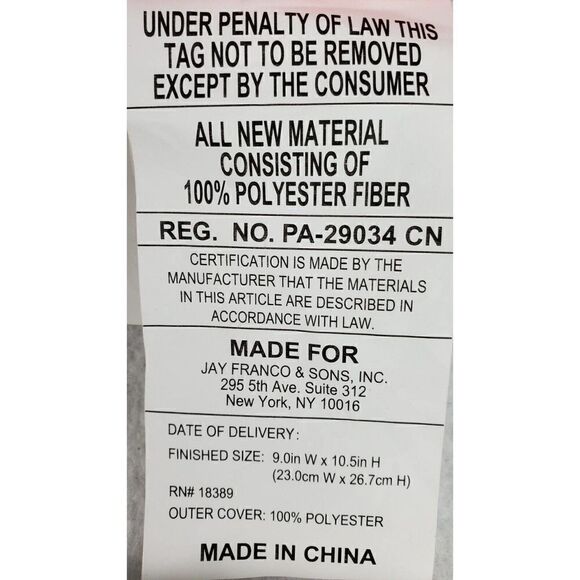 UNDER PENALTY OF LAW THIS
TAG NOT TO BE REMOVED
EXCEPT BY THE CONSUMER
ALL NEW MATERIAL
CONSISTING OF
100% POLYESTER FIBER
REG. NO. PA-29034 CN
CERTIFICATION IS MADE BY THE
MANUFACTURER THAT THE MATERIALS
IN THIS ARTICLE ARE DESCRIBED IN
ACCORDANCE WITH LAW.
MADE FOR
JAY FRANCO & SONS, INC.
295 5th Ave. Suite 312
New York, NY 10016
DATE OF DELIVERY:
FINISHED SIZE: 9.0in W x 10.5in H
(23.0cm W x 26.7cm H)
RN# 18389
OUTER COVER: 100% POLYESTER
MADE IN CHINA